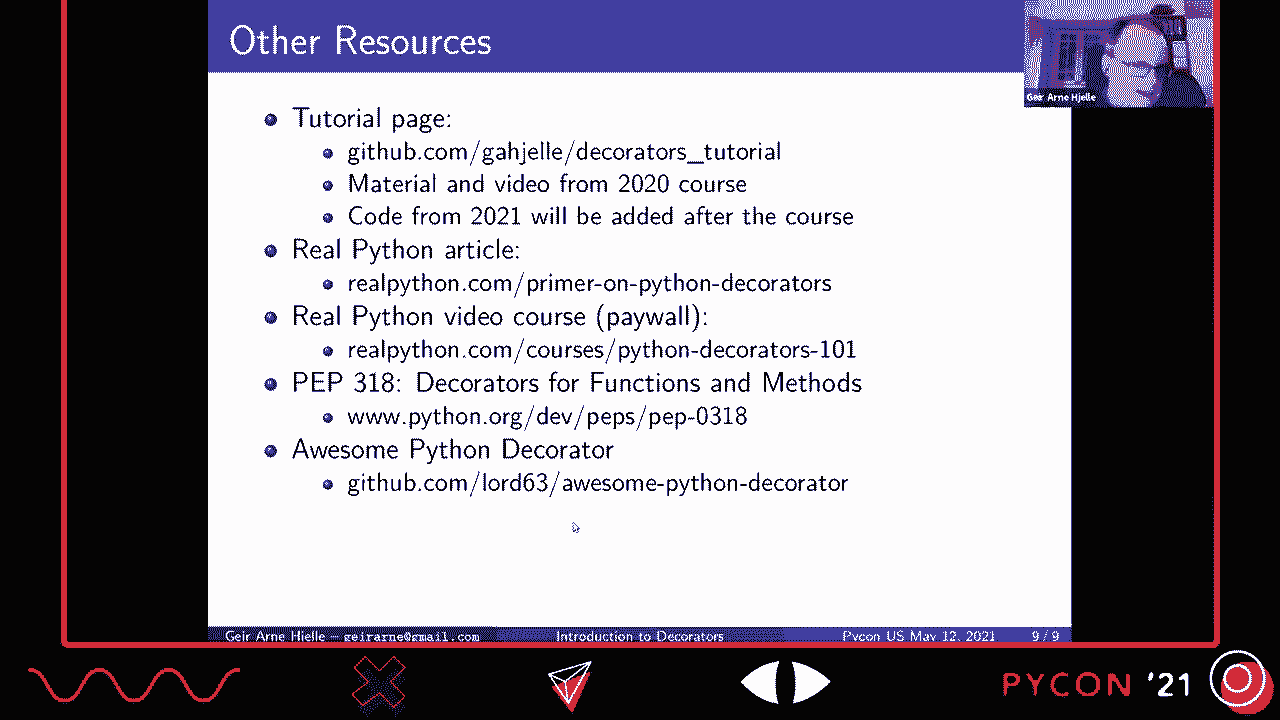 Other Resources
Geir Arne Hjelle
Tutorial page:
github.com/gahjelle/decorators_tutorial
Material and video from 2020 course
Code from 2021 will be added after the course
Real Python article:
realpython.com/primer-on-python-decorators
Real Python video course (paywall):
realpython.com/courses/python-decorators-101
PEP 318: Decorators for Functions and Methods
www.python.org/dev/peps/pep-0318
Awesome Python Decorator
github.com/lord63/awesome-python-decorator
Geir Arne Hjelle – geirarne@gmail.com Introduction to Decorators Pycon US May 12, 2021 9 / 9
PYCON '21